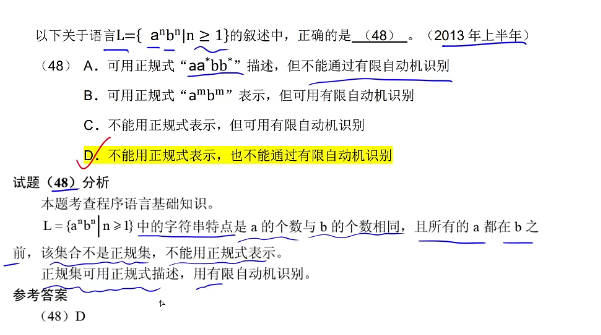 以下关于语言L={ aⁿbⁿ|n ≥ 1}的叙述中，正确的是 （48） 。（2013 年上半年）
（48） A．可用正规式“aa*bb*”描述，但不能通过有限自动机识别
B．可用正规式“aᵐbᵐ”表示，但可用有限自动机识别
C．不能用正规式表示，但可用有限自动机识别
D．不能用正规式表示，也不能通过有限自动机识别
试题（48）分析
本题考查程序语言基础知识。
L = {aⁿbⁿ|n ⩾ 1} 中的字符串特点是 a 的个数与 b 的个数相同，且所有的 a 都在 b 之
前，该集合不是正规集，不能用正规式表示。
正规集可用正规式描述，用有限自动机识别。
参考答案
（48）D